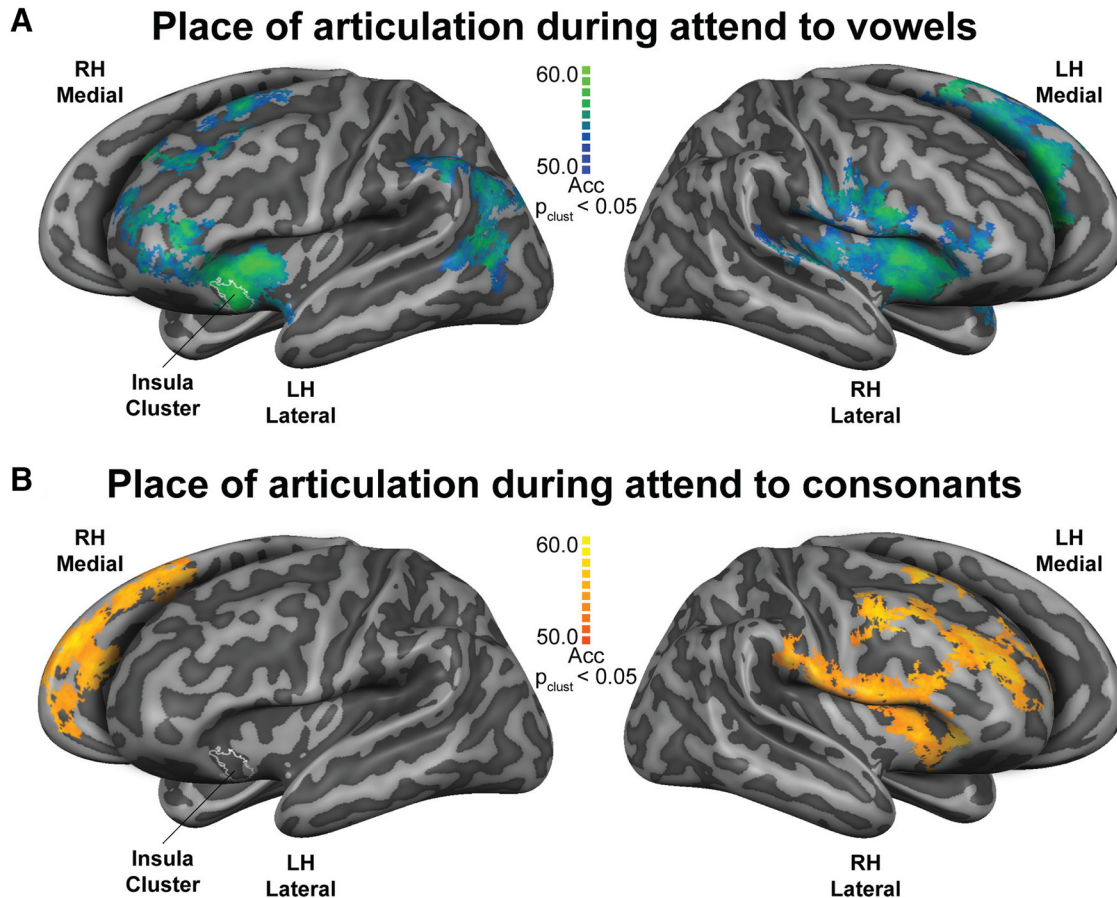 A
Place of articulation during attend to vowels
RH
Medial
60.0
50.0
Acc
p_clust < 0.05
LH
Medial
Insula
Cluster
LH
Lateral
RH
Lateral
B
Place of articulation during attend to consonants
RH
Medial
60.0
50.0
Acc
p_clust < 0.05
LH
Medial
Insula
Cluster
LH
Lateral
RH
Lateral